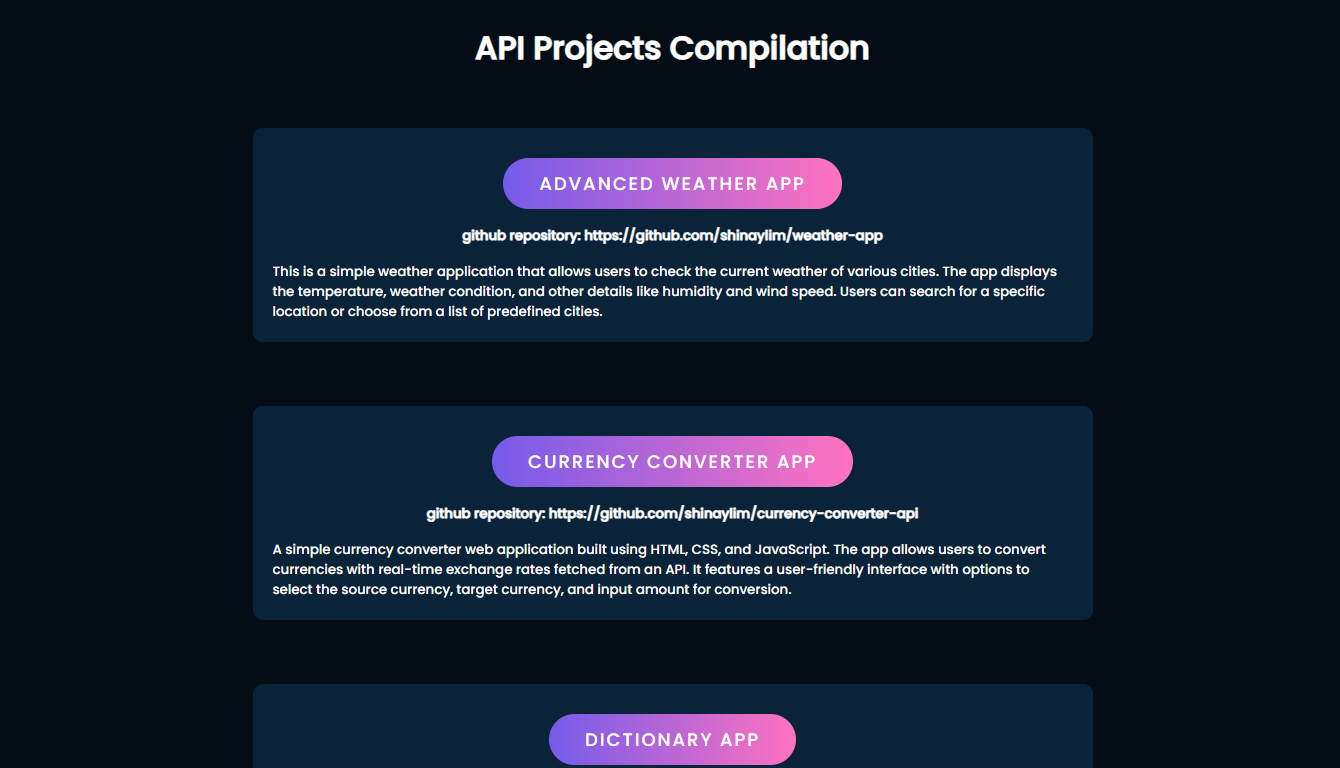 API Projects Compilation
ADVANCED WEATHER APP
github repository: https://github.com/shinaylim/weather-app
This is a simple weather application that allows users to check the current weather of various cities. The app displays
the temperature, weather condition, and other details like humidity and wind speed. Users can search for a specific
location or choose from a list of predefined cities.
CURRENCY CONVERTER APP
github repository: https://github.com/shinaylim/currency-converter-api
A simple currency converter web application built using HTML, CSS, and JavaScript. The app allows users to convert
currencies with real-time exchange rates fetched from an API. It features a user-friendly interface with options to
select the source currency, target currency, and input amount for conversion.
DICTIONARY APP